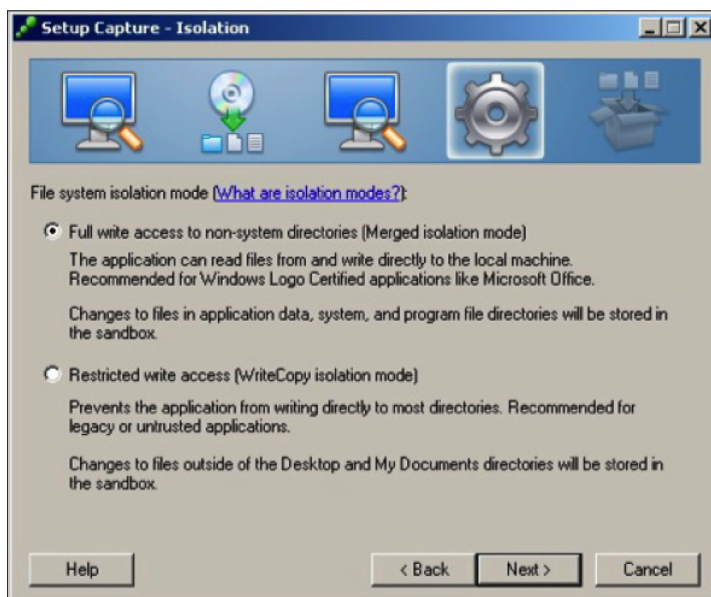 Setup Capture - Isolation
File system isolation mode (What are isolation modes?):
Full write access to non-system directories (Merged isolation mode)
The application can read files from and write directly to the local machine.
Recommended for Windows Logo Certified applications like Microsoft Office.
Changes to files in application data, system, and program file directories will be stored in
the sandbox.
Restricted write access (WriteCopy isolation mode)
Prevents the application from writing directly to most directories. Recommended for
legacy or untrusted applications.
Changes to files outside of the Desktop and My Documents directories will be stored in
the sandbox.
Help < Back Next > Cancel